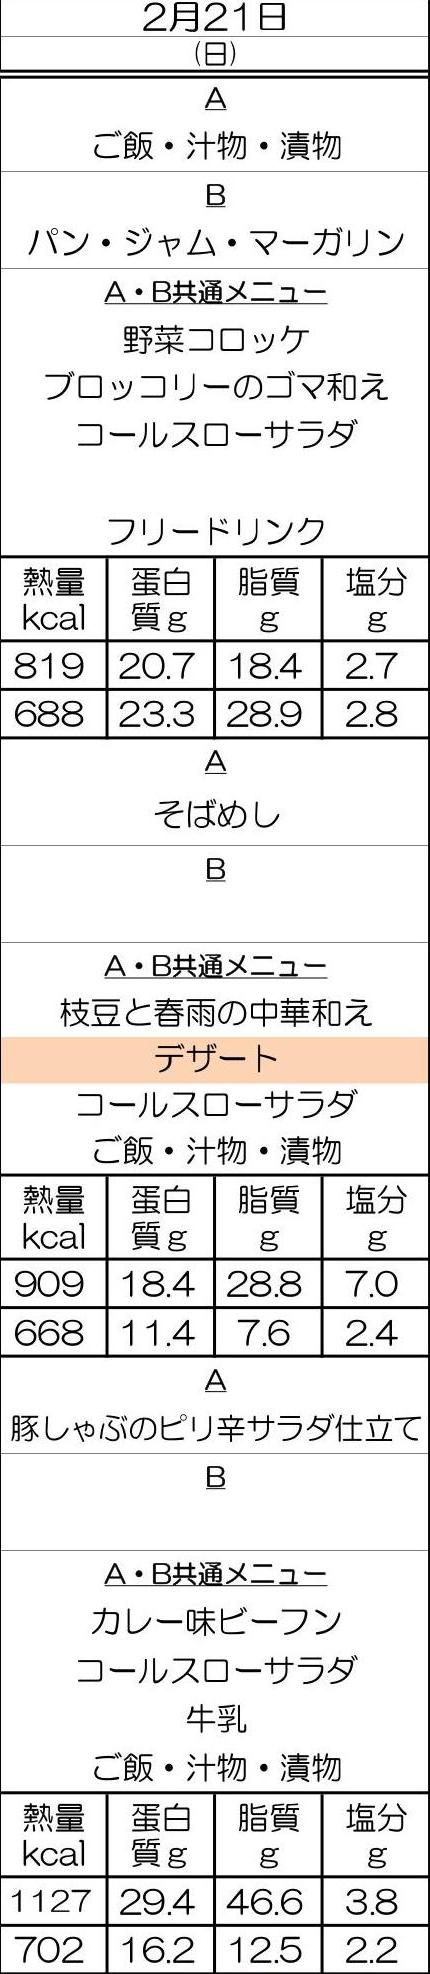 2月21日
(日)
A
ご飯・汁物・漬物
B
パン・ジャム・マーガリン
A・B共通メニュー
野菜コロッケ
ブロッコリーのゴマ和え
コールスローサラダ
フリードリンク
熱量 蛋白 脂質 塩分
kcal 質g g g
819 20.7 18.4 2.7
688 23.3 28.9 2.8
A
そばめし
B
A・B共通メニュー
枝豆と春雨の中華和え
デザート
コールスローサラダ
ご飯・汁物・漬物
熱量 蛋白 脂質 塩分
kcal 質g g g
909 18.4 28.8 7.0
668 11.4 7.6 2.4
A
豚しゃぶのピリ辛サラダ仕立て
B
A・B共通メニュー
カレー味ビーフン
コールスローサラダ
牛乳
ご飯・汁物・漬物
熱量 蛋白 脂質 塩分
kcal 質g g g
1127 29.4 46.6 3.8
702 16.2 12.5 2.2